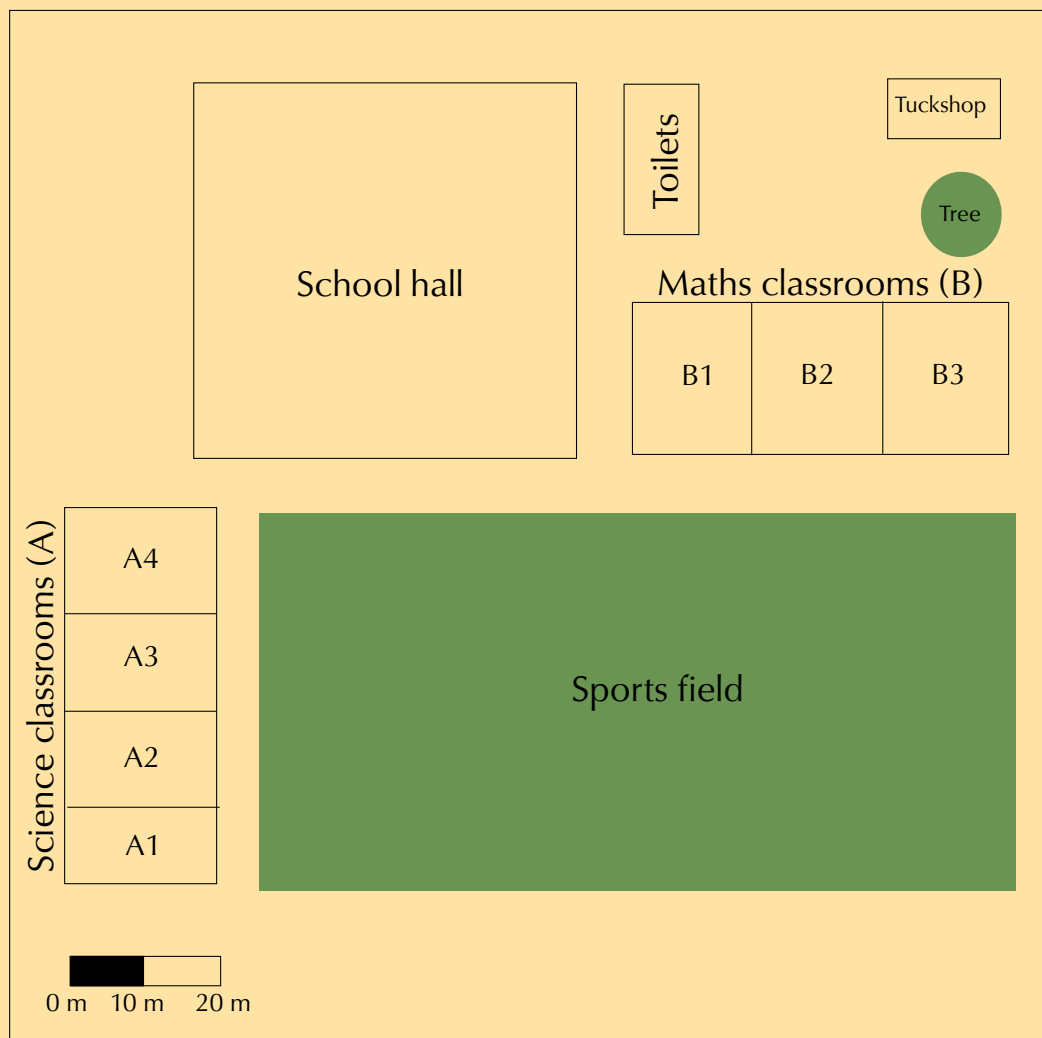 Tuckshop
Toilets
Tree
School hall
Maths classrooms (B)
B1
B2
B3
Science classrooms (A)
A4
A3
Sports field
A2
A1
0 m 10 m 20 m